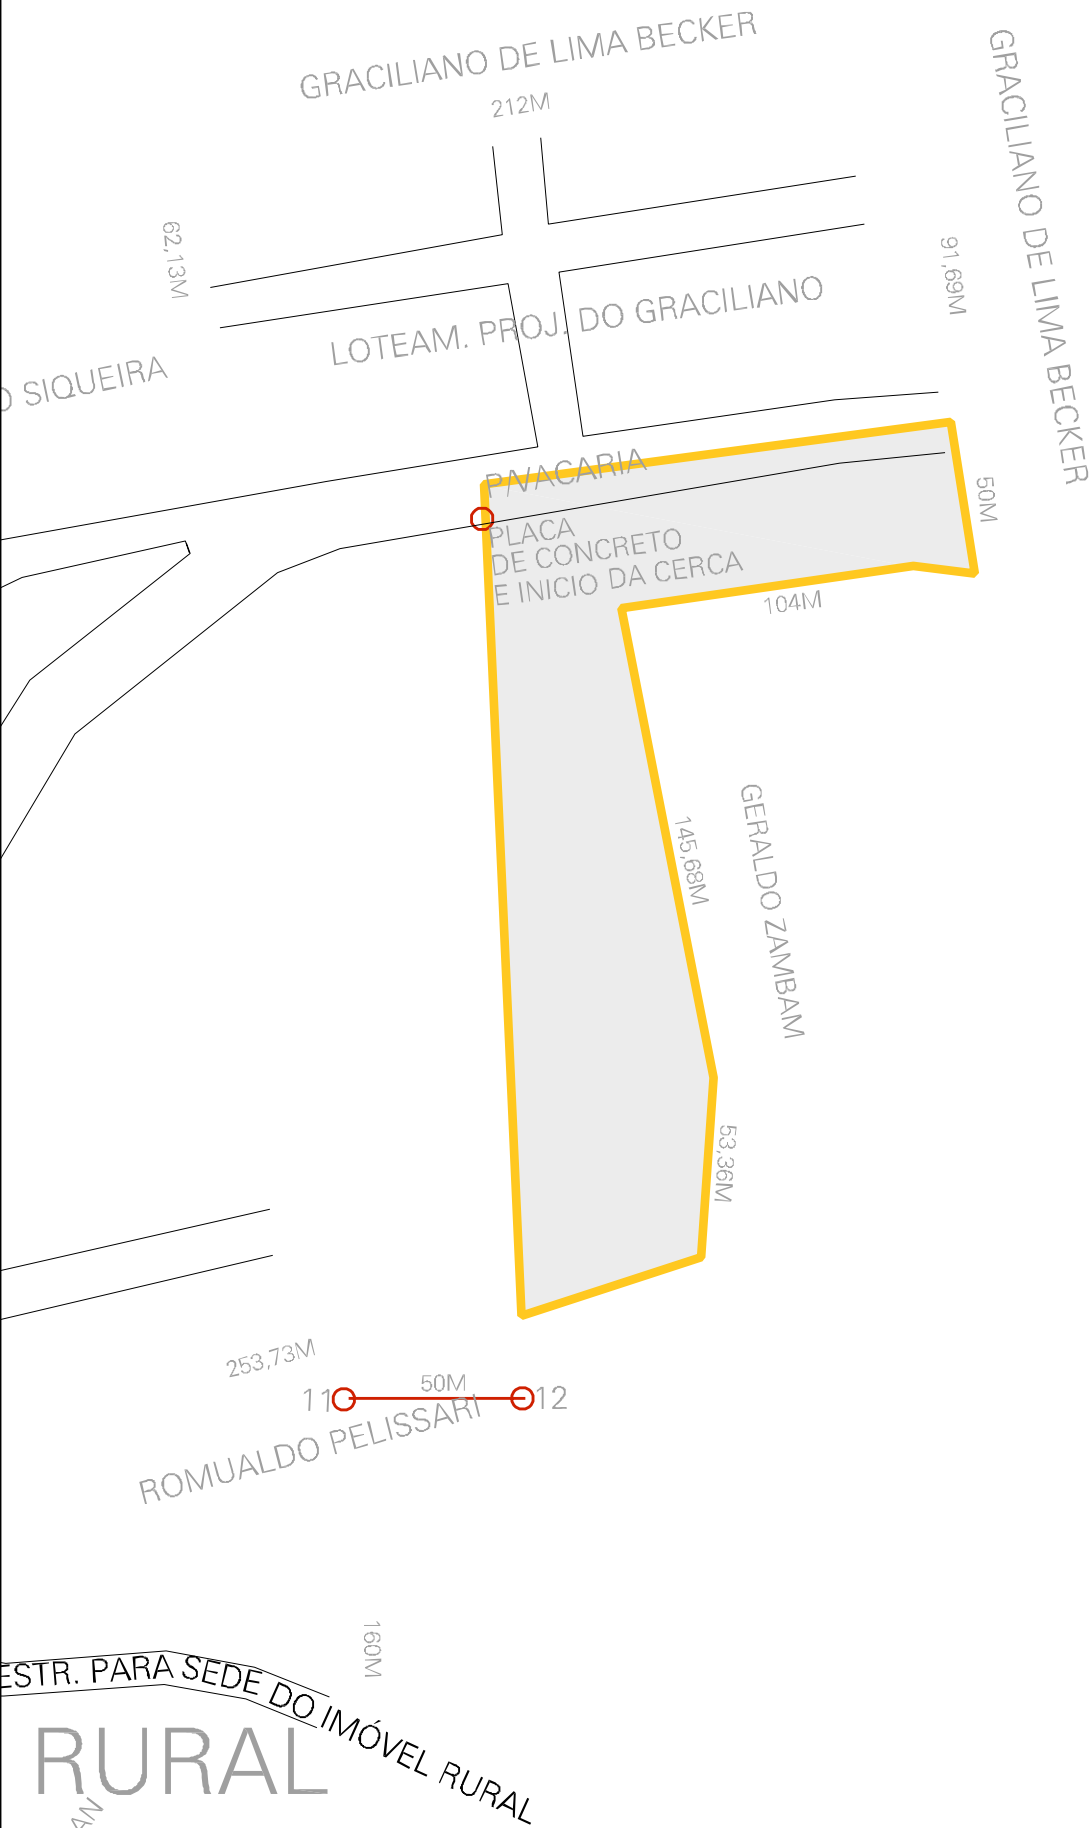 GRACILIANO DE LIMA BECKER
212M
GRACILIANO DE LIMA BECKER
62,13M
91,69M
LOTEAM. PROJ. DO GRACILIANO
O SIQUEIRA
P/VACARIA
50M
PLACA
DE CONCRETO
E INICIO DA CERCA
104M
145,68M
GERALDO ZAMBAM
53,36M
253,73M
50M
11
12
ROMUALDO PELISSARI
160M
ESTR. PARA SEDE DO IMÓVEL RURAL
RURAL
AN